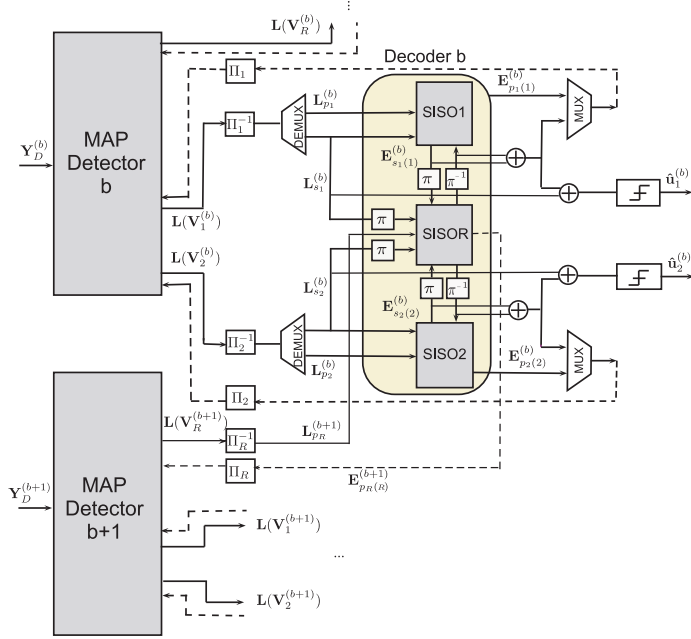 ...
L(V_R^{(b)})
Decoder b
Π_1
E_{p_1(1)}^{(b)}
SISO1
MUX
Π_1^{-1}
DEMUX
L_{p_1}^{(b)}
MAP
Detector
b
Y_D^{(b)}
E_{s_1(1)}^{(b)}
L_{s_1}^{(b)}
π
π^{-1}
û_1^{(b)}
L(V_1^{(b)})
π
SISOR
L(V_2^{(b)})
π
L_{s_2}^{(b)}
û_2^{(b)}
π
π^{-1}
E_{s_2(2)}^{(b)}
Π_2^{-1}
DEMUX
SISO2
L_{p_2}^{(b)}
E_{p_2(2)}^{(b)}
MUX
Π_2
L(V_R^{(b+1)})
Π_R^{-1}
L_{p_R}^{(b+1)}
Π_R
E_{p_R(R)}^{(b+1)}
Y_D^{(b+1)}
MAP
Detector
b+1
L(V_1^{(b+1)})
...
L(V_2^{(b+1)})